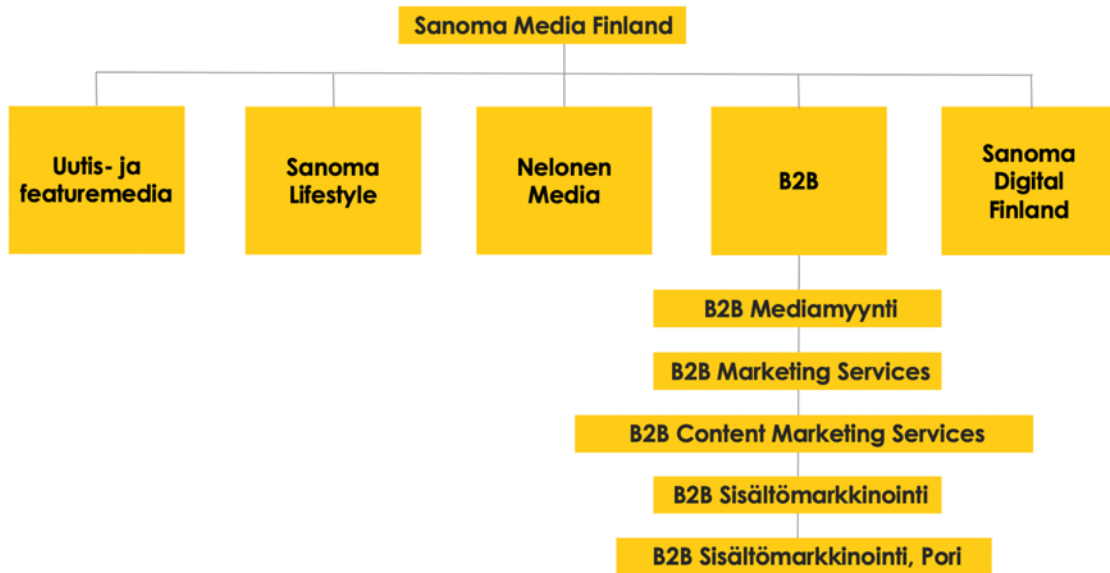 Sanoma Media Finland
Uutis- ja
featuremedia
Sanoma
Lifestyle
Nelonen
Media
B2B
Sanoma
Digital
Finland
B2B Mediamyynti
B2B Marketing Services
B2B Content Marketing Services
B2B Sisältömarkkinointi
B2B Sisältömarkkinointi, Pori